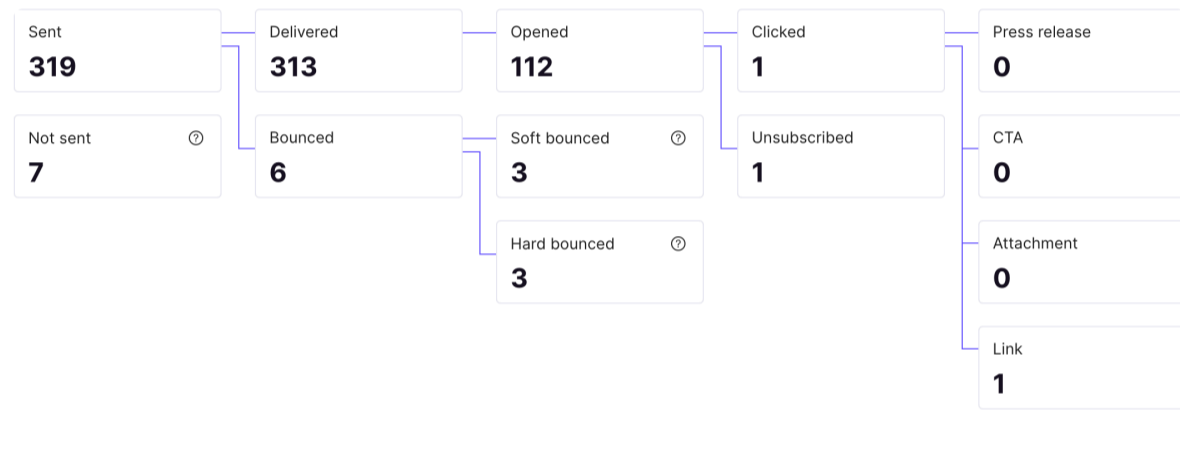 Sent
319
Delivered
313
Opened
112
Clicked
1
Press release
0
Not sent
7
Bounced
6
Soft bounced
3
Unsubscribed
1
CTA
0
Hard bounced
3
Attachment
0
Link
1